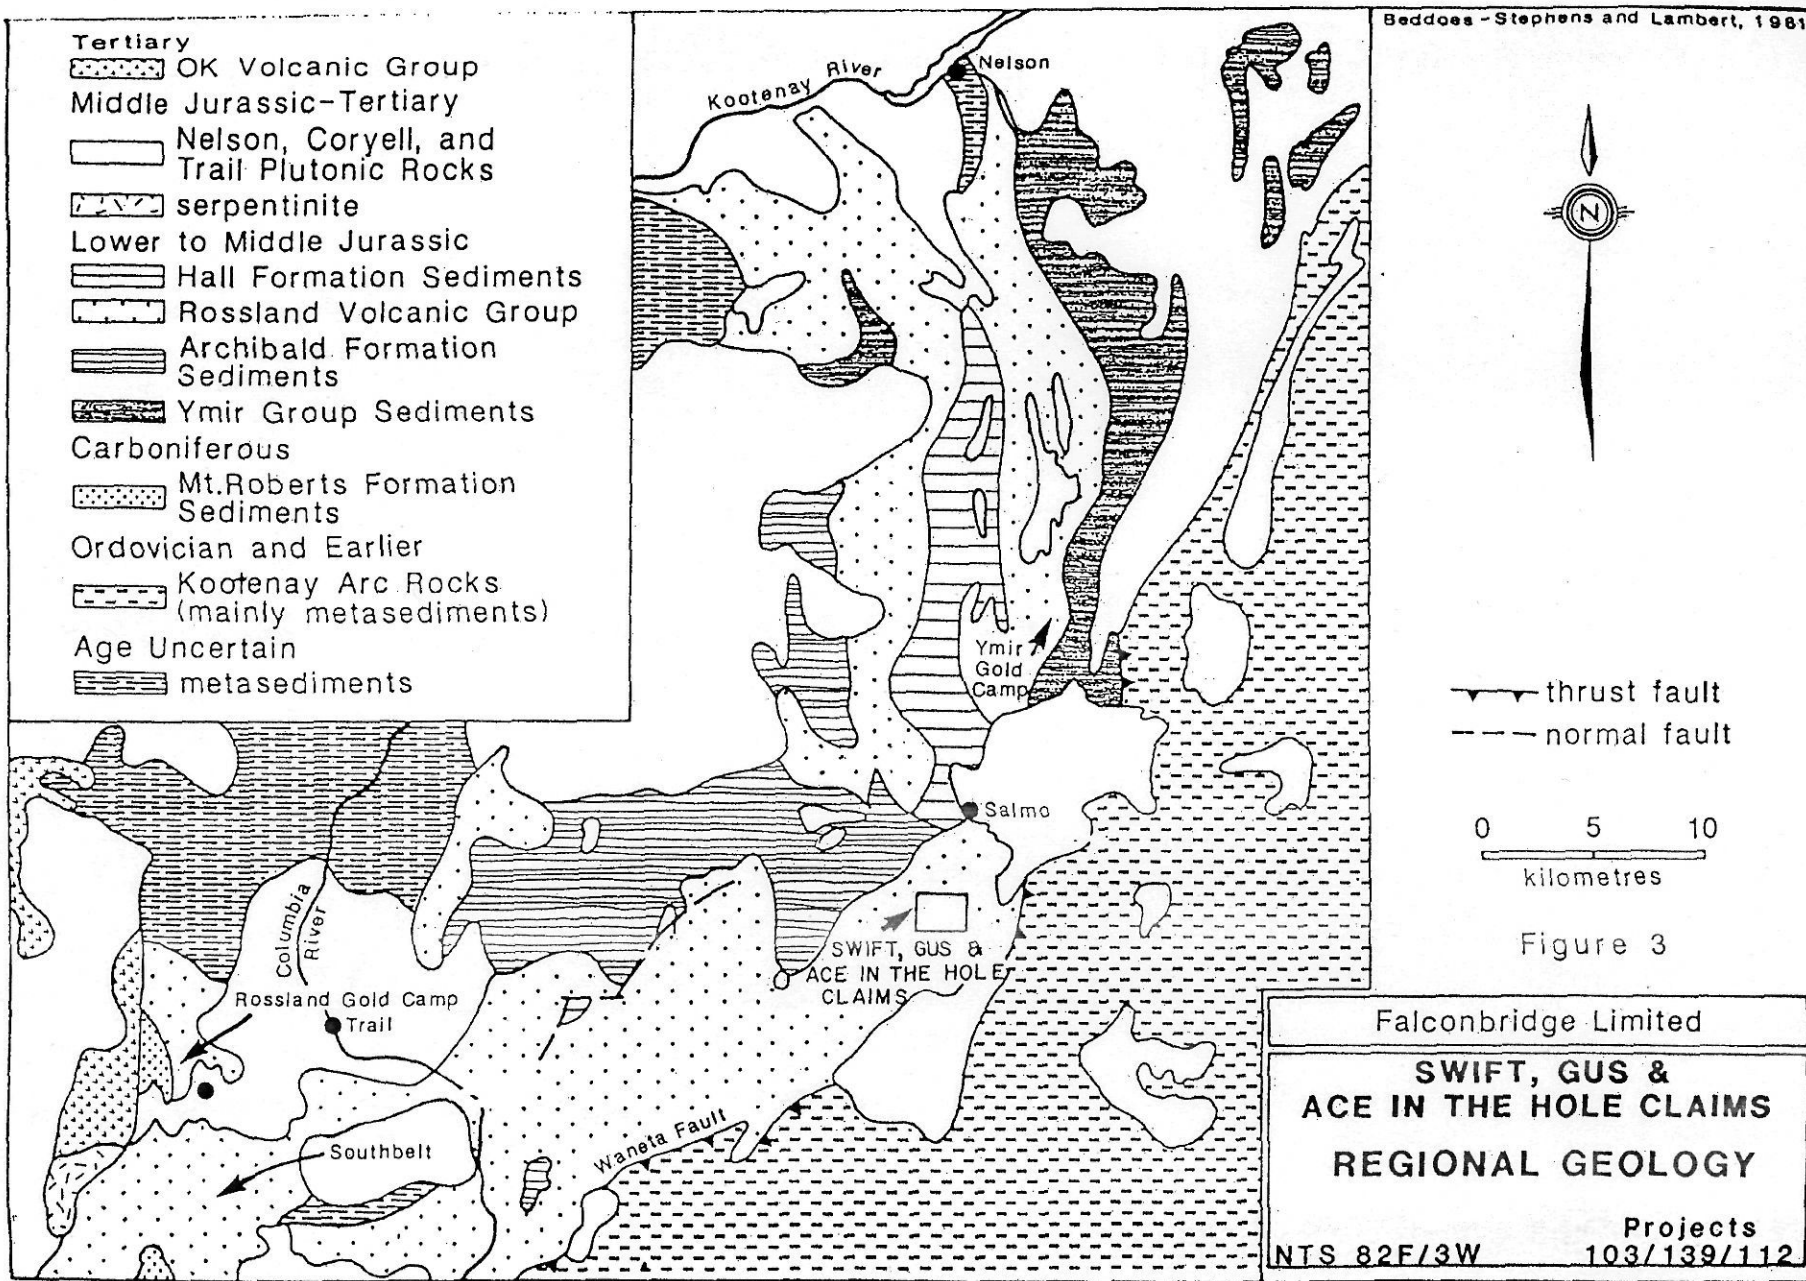 Beddoes-Stephens and Lambert, 1981
Tertiary
OK Volcanic Group
Middle Jurassic-Tertiary
Nelson, Coryell, and
Trail Plutonic Rocks
serpentinite
Lower to Middle Jurassic
Hall Formation Sediments
Rossland Volcanic Group
Archibald Formation
Sediments
Ymir Group Sediments
Carboniferous
Mt.Roberts Formation
Sediments
Ordovician and Earlier
Kootenay Arc Rocks
(mainly metasediments)
Age Uncertain
metasediments
Kootenay River
Nelson
Ymir
Gold
Camp
Salmo
SWIFT, GUS &
ACE IN THE HOLE
CLAIMS
Columbia
River
Rossland Gold Camp
Trail
Southbelt
Waneta Fault
N
thrust fault
normal fault
0 5 10
kilometres
Figure 3
Falconbridge Limited
SWIFT, GUS &
ACE IN THE HOLE CLAIMS
REGIONAL GEOLOGY
Projects
NTS 82F/3W 103/139/112